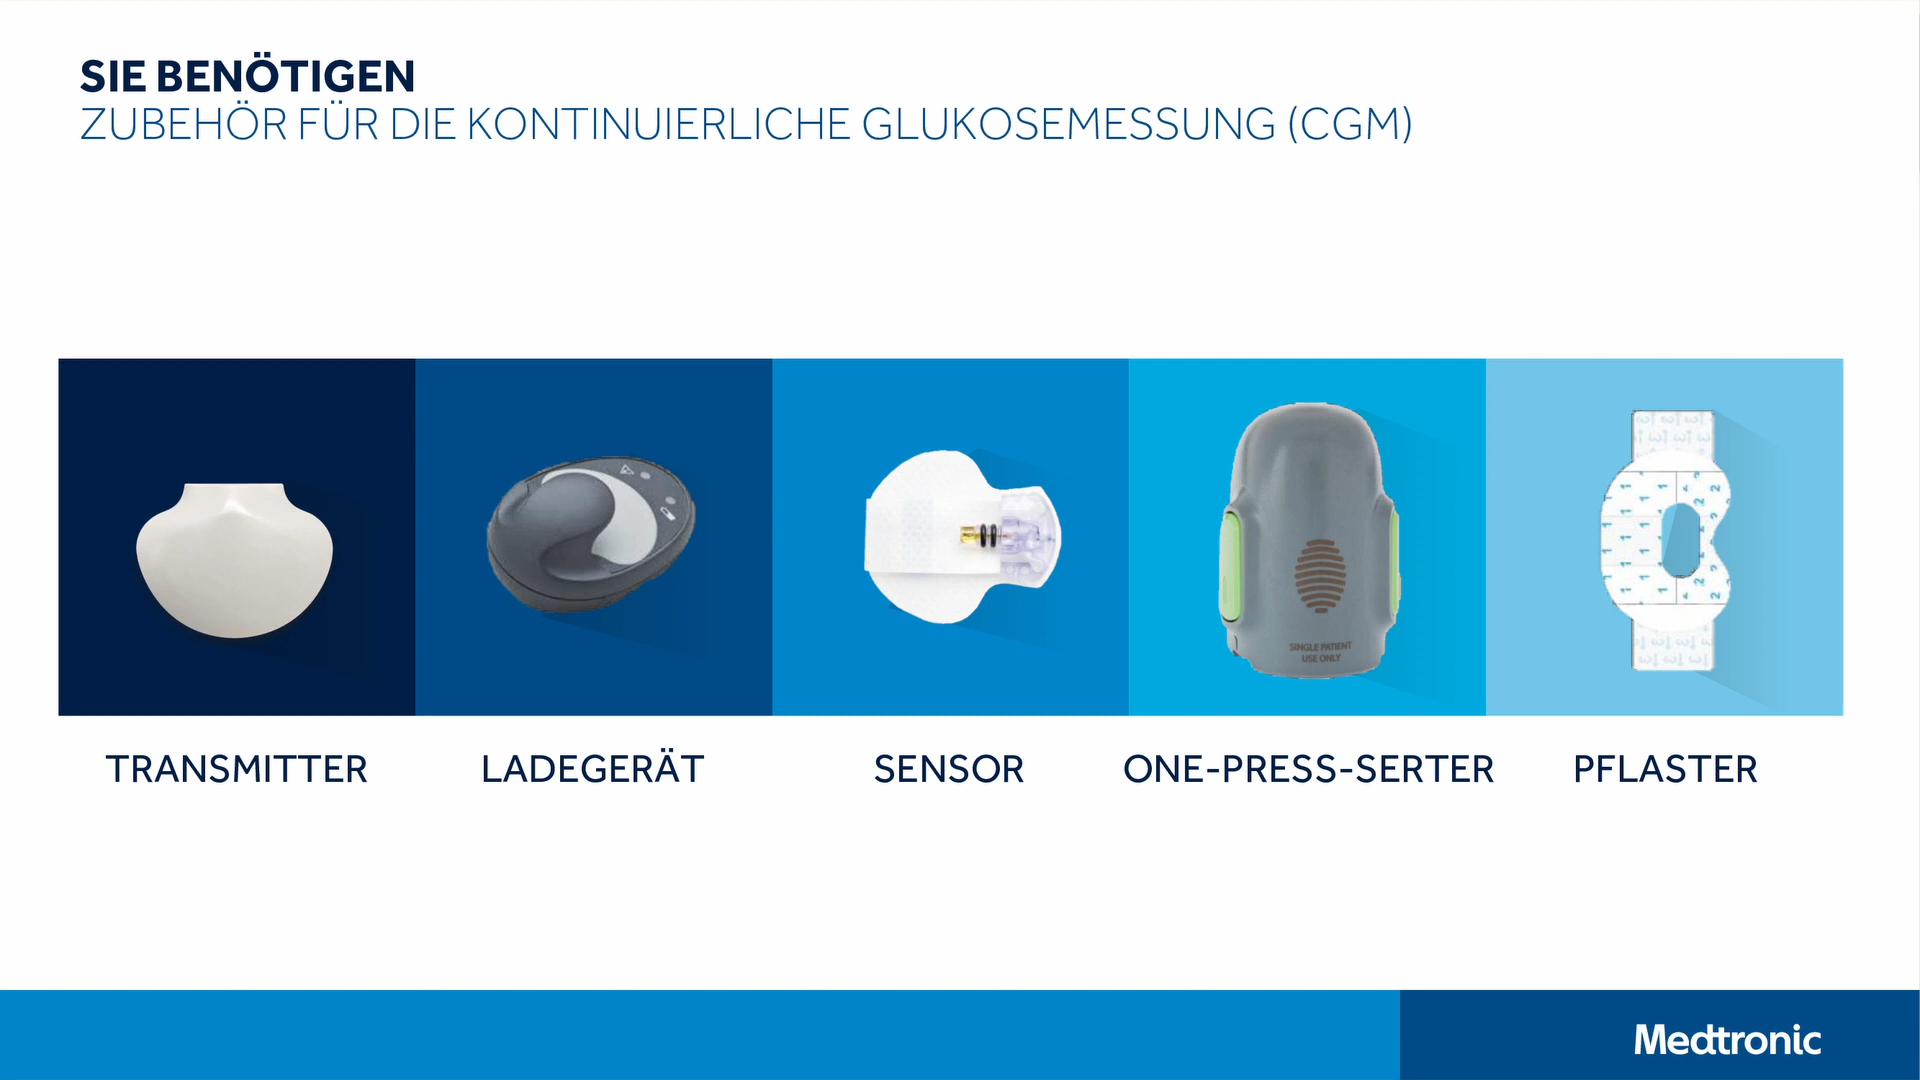 SIE BENÖTIGEN
ZUBEHÖR FÜR DIE KONTINUIERLICHE GLUKOSEMESSUNG (CGM)
SINGLE PATIENT
USE ONLY
TRANSMITTER
LADEGERÄT
SENSOR
ONE-PRESS-SERTER
PFLASTER
Medtronic